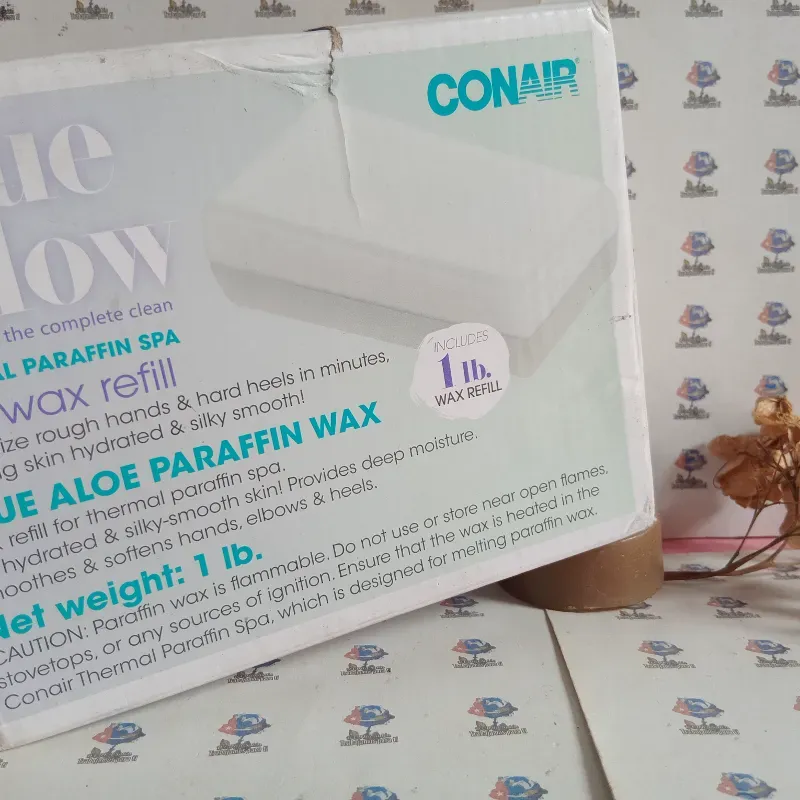 CONAIR
ue
low
the complete clean
AL PARAFFIN SPA
wax refill
ize rough hands & hard heels in minutes,
g skin hydrated & silky smooth!
INCLUDES
1 lb.
WAX REFILL
UE ALOE PARAFFIN WAX
refill for thermal paraffin spa.
hydrated & silky-smooth skin! Provides deep moisture.
oothes & softens hands, elbows & heels.
Net weight: 1 lb.
CAUTION: Paraffin wax is flammable. Do not use or store near open flames,
stovetops, or any sources of ignition. Ensure that the wax is heated in the
Conair Thermal Paraffin Spa, which is designed for melting paraffin wax.